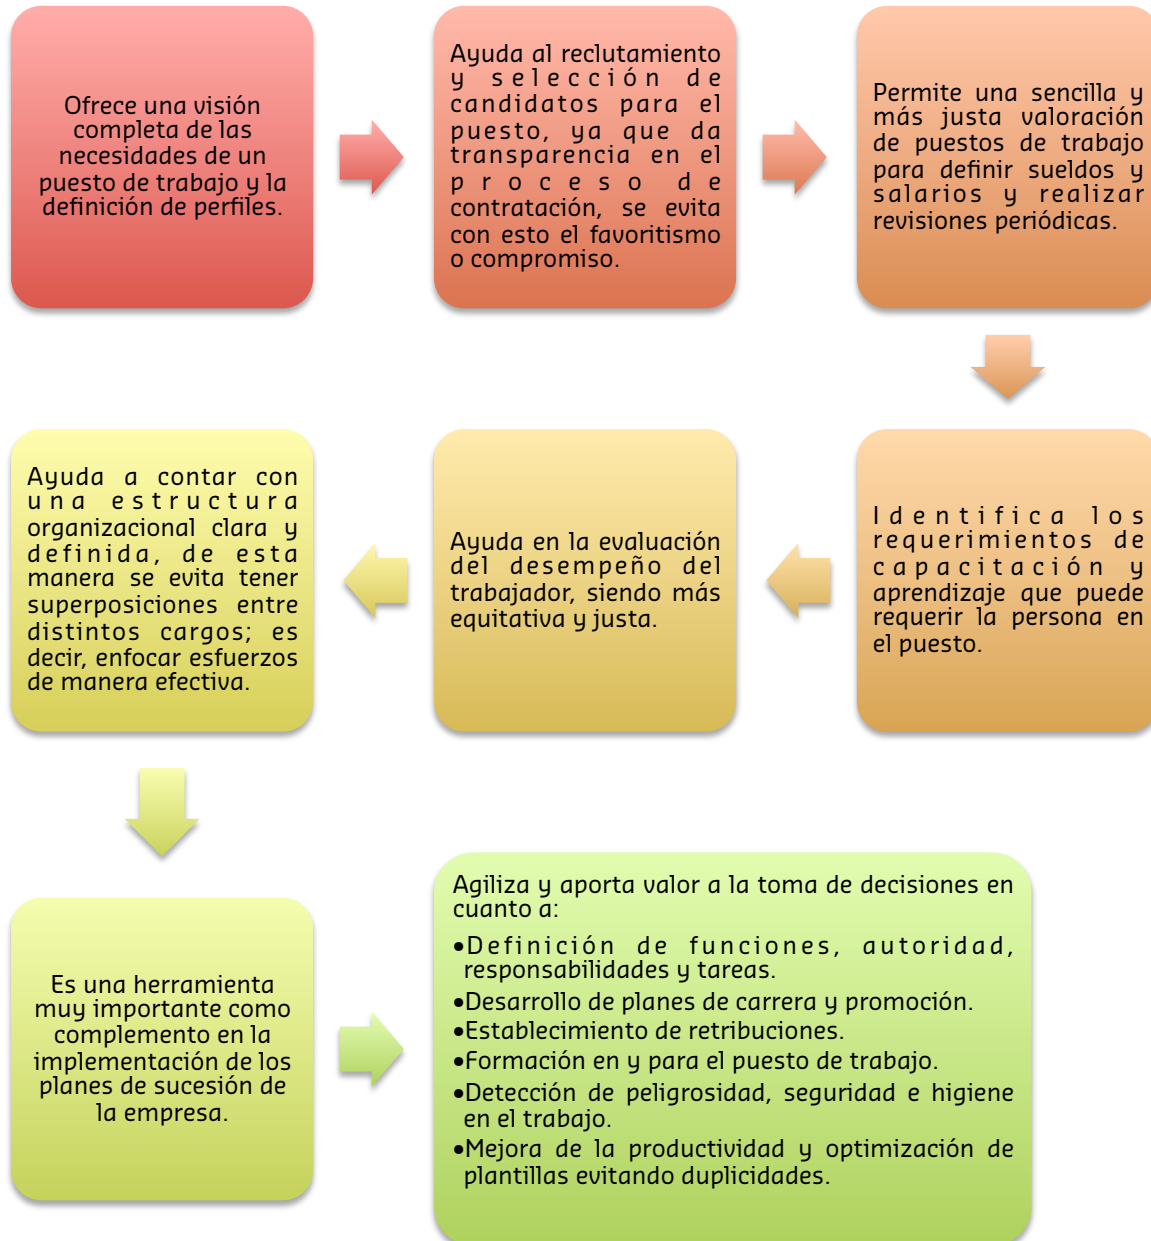 Ofrece una visión
completa de las
necesidades de un
puesto de trabajo y la
definición de perfiles.
Ayuda al reclutamiento
y selección de
candidatos para el
puesto, ya que da
transparencia en el
proceso de
contratación, se evita
con esto el favoritismo
o compromiso.
Permite una sencilla y
más justa valoración
de puestos de trabajo
para definir sueldos y
salarios y realizar
revisiones periódicas.
Identifica los
requerimientos de
capacitación y
aprendizaje que puede
requerir la persona en
el puesto.
Ayuda en la evaluación
del desempeño del
trabajador, siendo más
equitativa y justa.
Ayuda a contar con
una estructura
organizacional clara y
definida, de esta
manera se evita tener
superposiciones entre
distintos cargos; es
decir, enfocar esfuerzos
de manera efectiva.
Es una herramienta
muy importante como
complemento en la
implementación de los
planes de sucesión de
la empresa.
Agiliza y aporta valor a la toma de decisiones en
cuanto a:
•Definición de funciones, autoridad,
responsabilidades y tareas.
•Desarrollo de planes de carrera y promoción.
•Establecimiento de retribuciones.
•Formación en y para el puesto de trabajo.
•Detección de peligrosidad, seguridad e higiene
en el trabajo.
•Mejora de la productividad y optimización de
plantillas evitando duplicidades.